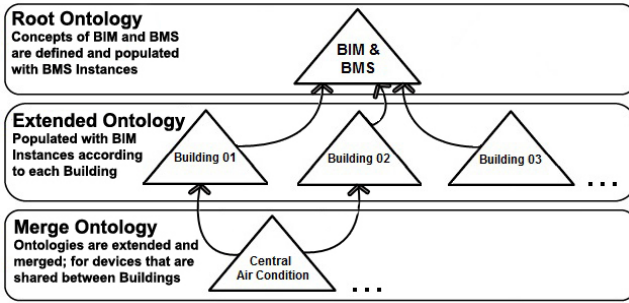 Root Ontology
Concepts of BIM and BMS
are defined and populated
with BMS Instances
BIM &
BMS
Extended Ontology
Populated with BIM
Instances according
to each Building
Building 01
Building 02
Building 03
...
Merge Ontology
Ontologies are extended and
merged; for devices that are
shared between Buildings
Central
Air Condition
...